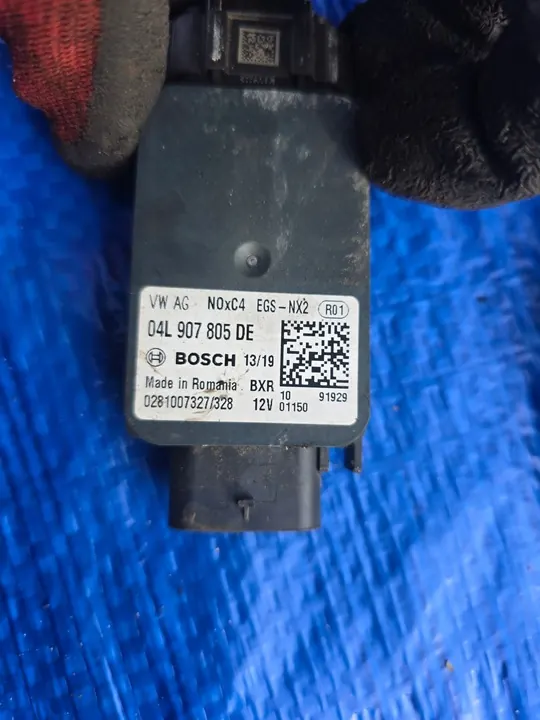 VW AG NOxC4 EGS-NX2 R01
04L 907 805 DE
BOSCH 13/19
Made in Romania BXR 10 91929
0281007327/328 12V 01150